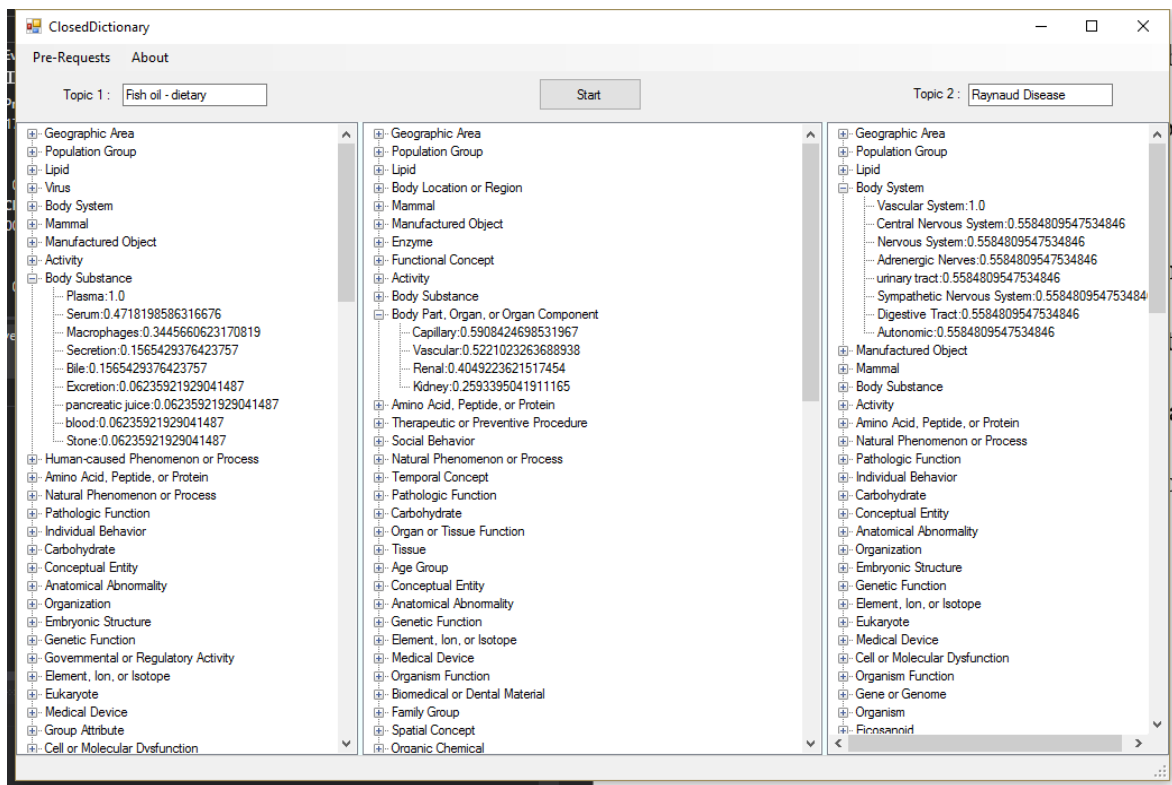 ClosedDictionary
Pre-Requests About
Topic 1 : Fish oil - dietary
Start
Topic 2 : Raynaud Disease
Geographic Area
Population Group
Lipid
Virus
Body System
Mammal
Manufactured Object
Activity
Body Substance
Plasma:1.0
Serum:0.4718198586316676
Macrophages:0.3445660623170819
Secretion:0.1565429376423757
Bile:0.1565429376423757
Excretion:0.06235921929041487
pancreatic juice:0.06235921929041487
blood:0.06235921929041487
Stone:0.06235921929041487
Human-caused Phenomenon or Process
Amino Acid, Peptide, or Protein
Natural Phenomenon or Process
Pathologic Function
Individual Behavior
Carbohydrate
Conceptual Entity
Anatomical Abnormality
Organization
Embryonic Structure
Genetic Function
Governmental or Regulatory Activity
Element, Ion, or Isotope
Eukaryote
Medical Device
Group Attribute
Cell or Molecular Dysfunction
Geographic Area
Population Group
Lipid
Body Location or Region
Mammal
Manufactured Object
Enzyme
Functional Concept
Activity
Body Substance
Body Part, Organ, or Organ Component
Capillary:0.5908424698531967
Vascular:0.5221023263688938
Renal:0.4049223621517454
Kidney:0.2593395041911165
Amino Acid, Peptide, or Protein
Therapeutic or Preventive Procedure
Social Behavior
Natural Phenomenon or Process
Temporal Concept
Pathologic Function
Carbohydrate
Organ or Tissue Function
Tissue
Age Group
Conceptual Entity
Anatomical Abnormality
Genetic Function
Element, Ion, or Isotope
Medical Device
Organism Function
Biomedical or Dental Material
Family Group
Spatial Concept
Organic Chemical
Geographic Area
Population Group
Lipid
Body System
Vascular System:1.0
Central Nervous System:0.5584809547534846
Nervous System:0.5584809547534846
Adrenergic Nerves:0.5584809547534846
urinary tract:0.5584809547534846
Sympathetic Nervous System:0.558480954753484
Digestive Tract:0.5584809547534846
Autonomic:0.5584809547534846
Manufactured Object
Mammal
Body Substance
Activity
Amino Acid, Peptide, or Protein
Natural Phenomenon or Process
Pathologic Function
Individual Behavior
Carbohydrate
Conceptual Entity
Anatomical Abnormality
Organization
Embryonic Structure
Genetic Function
Element, Ion, or Isotope
Eukaryote
Medical Device
Cell or Molecular Dysfunction
Organism Function
Gene or Genome
Organism
Eicosanoid